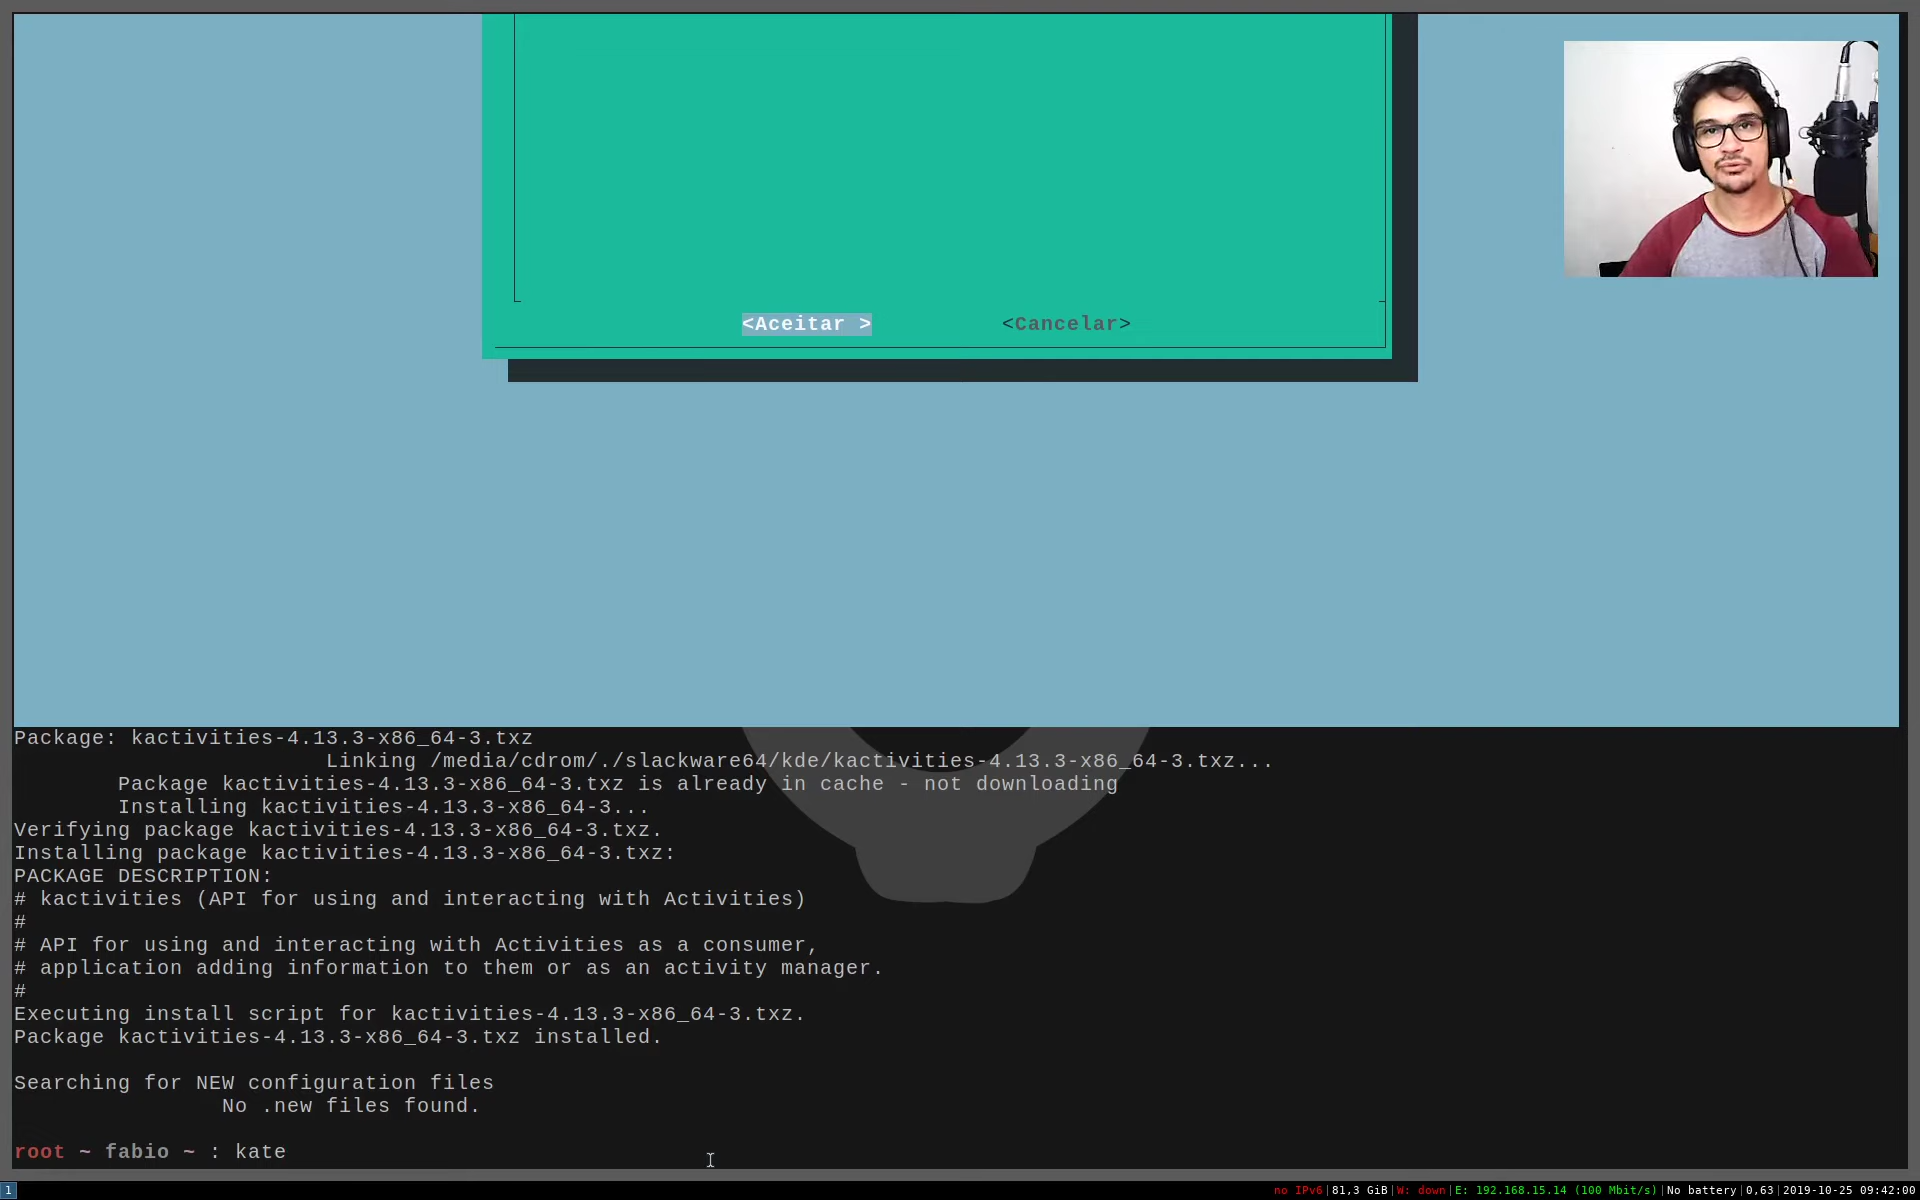 <Aceitar > <Cancelar>
Package: kactivities-4.13.3-x86_64-3.txz
Linking /media/cdrom/./slackware64/kde/kactivities-4.13.3-x86_64-3.txz...
Package kactivities-4.13.3-x86_64-3.txz is already in cache - not downloading
Installing kactivities-4.13.3-x86_64-3...
Verifying package kactivities-4.13.3-x86_64-3.txz.
Installing package kactivities-4.13.3-x86_64-3.txz:
PACKAGE DESCRIPTION:
# kactivities (API for using and interacting with Activities)
#
# API for using and interacting with Activities as a consumer,
# application adding information to them or as an activity manager.
#
Executing install script for kactivities-4.13.3-x86_64-3.txz.
Package kactivities-4.13.3-x86_64-3.txz installed.
Searching for NEW configuration files
No .new files found.
root ~ fabio ~ : kate
1 no IPv6|81,3 GiB|W: down|E: 192.168.15.14 (100 Mbit/s)|No battery|0,63|2019-10-25 09:42:00